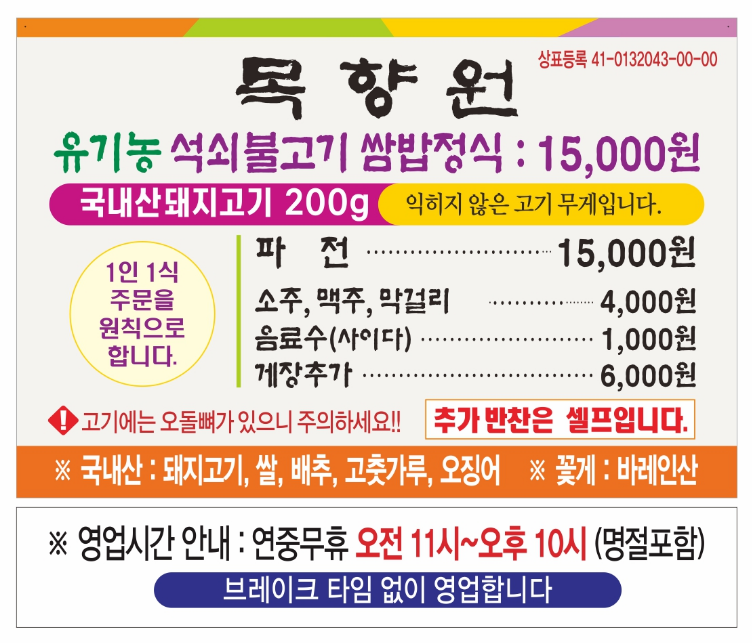 목향원
상표등록 41-0132043-00-00
유기농 석쇠불고기 쌈밥정식 : 15,000원
국내산돼지고기 200g 익히지 않은 고기 무게입니다.
1인 1식
주문을
원칙으로
합니다.
파 전 ........................... 15,000원
소주, 맥주, 막걸리 ............... 4,000원
음료수(사이다) ......................... 1,000원
게장추가 .................................. 6,000원
! 고기에는 오돌뼈가 있으니 주의하세요!!
추가 반찬은 셀프입니다.
※ 국내산 : 돼지고기, 쌀, 배추, 고춧가루, 오징어 ※ 꽃게 : 바레인산
※ 영업시간 안내 : 연중무휴 오전 11시~오후 10시 (명절포함)
브레이크 타임 없이 영업합니다